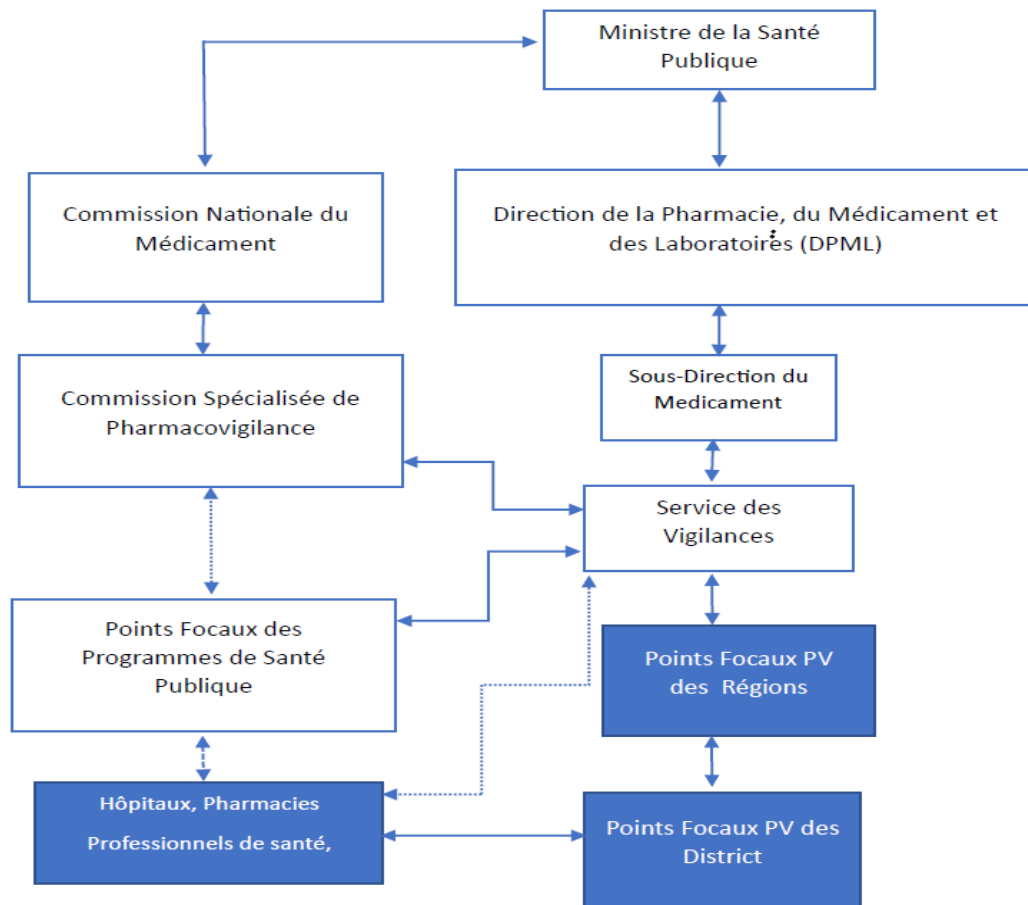 Ministre de la Santé
Publique
Commission Nationale du
Médicament
Direction de la Pharmacie, du Médicament et
des Laboratoires (DPML)
Commission Spécialisée de
Pharmacovigilance
Sous-Direction du
Medicament
Service des
Vigilances
Points Focaux des
Programmes de Santé
Publique
Points Focaux PV
des Régions
Hôpitaux, Pharmacies
Professionnels de santé,
Points Focaux PV des
District